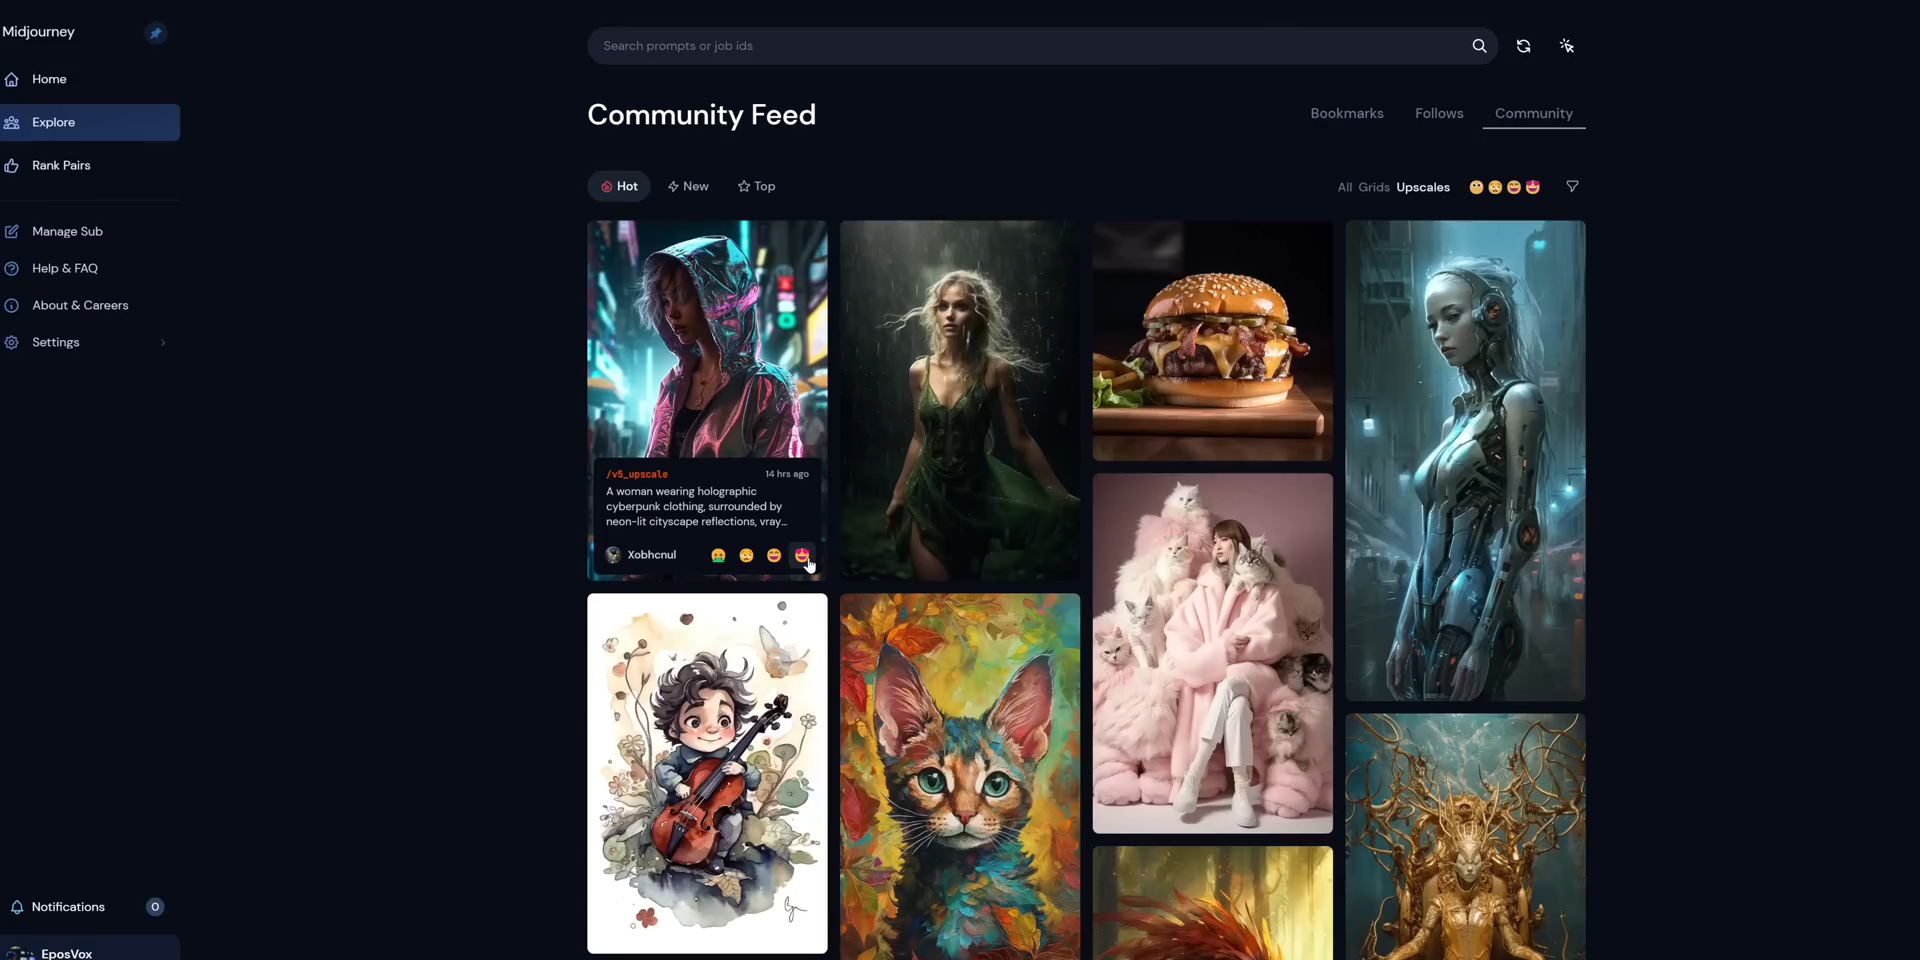 Midjourney
Home
Explore
Rank Pairs
Manage Sub
Help & FAQ
About & Careers
Settings
Notifications
0
EposVox
Search prompts or job ids
Community Feed
Bookmarks
Follows
Community
Hot
New
Top
All Grids Upscales
/v5_upscale
14 hrs ago
A woman wearing holographic
cyberpunk clothing, surrounded by
neon-lit cityscape reflections, vray...
Xobhcnul